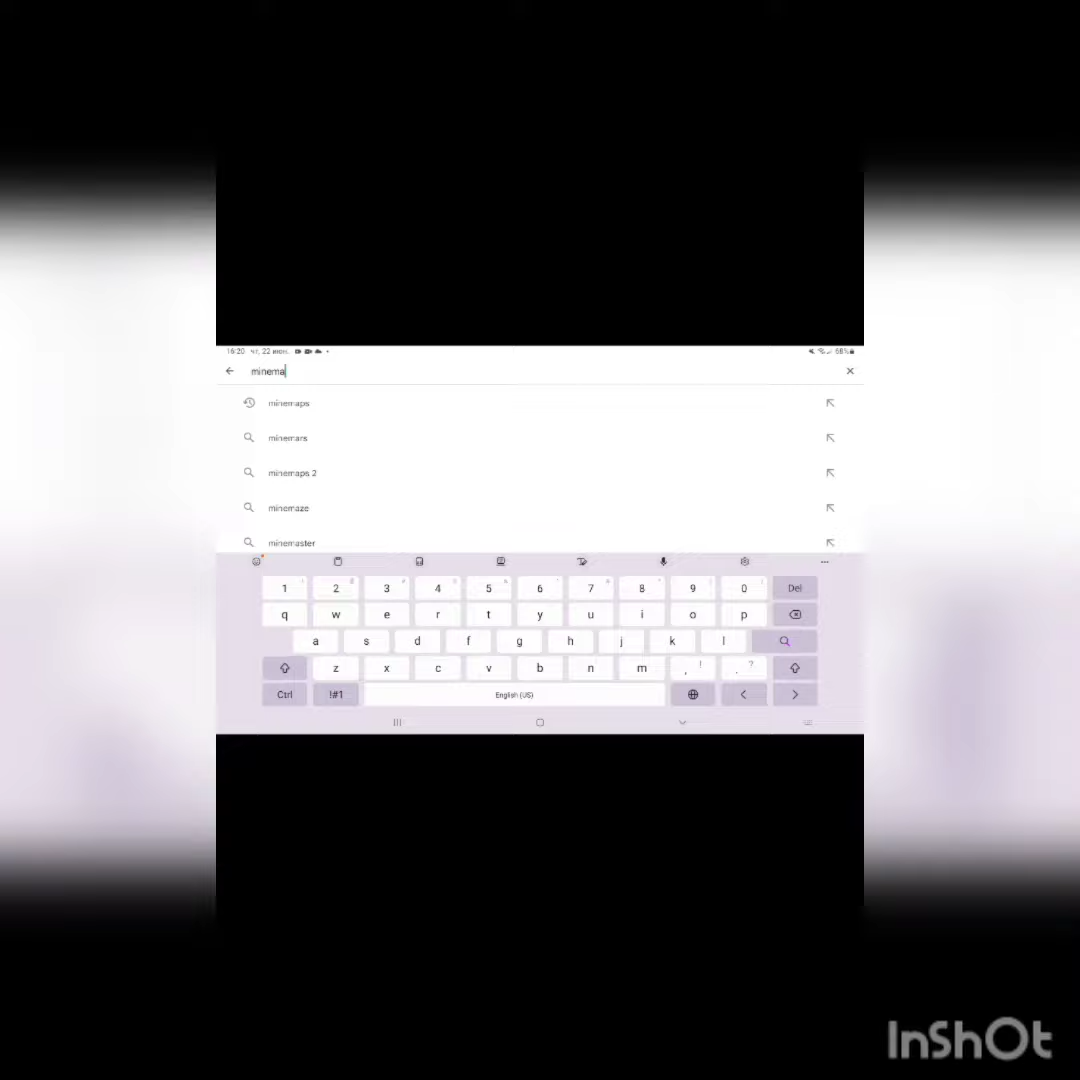 16:20 чт, 22 июн. 68%
minema
minemaps
minemars
minemaps 2
minemaze
minemaster
1 2 3 4 5 6 7 8 9 0 Del
q w e r t y u i o p
a s d f g h j k l
z x c v b n m , ! . ?
Ctrl !#1 English (US) < >
InShOt